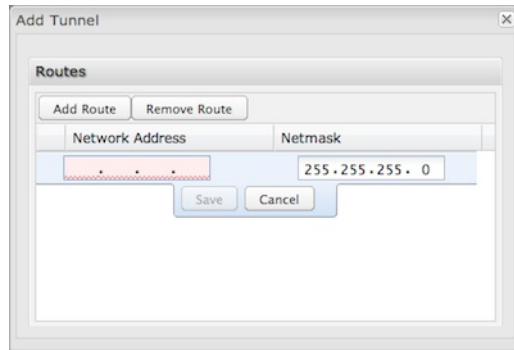 Add Tunnel
Routes
Add Route Remove Route
Network Address Netmask
. . . 255.255.255. 0
Save Cancel